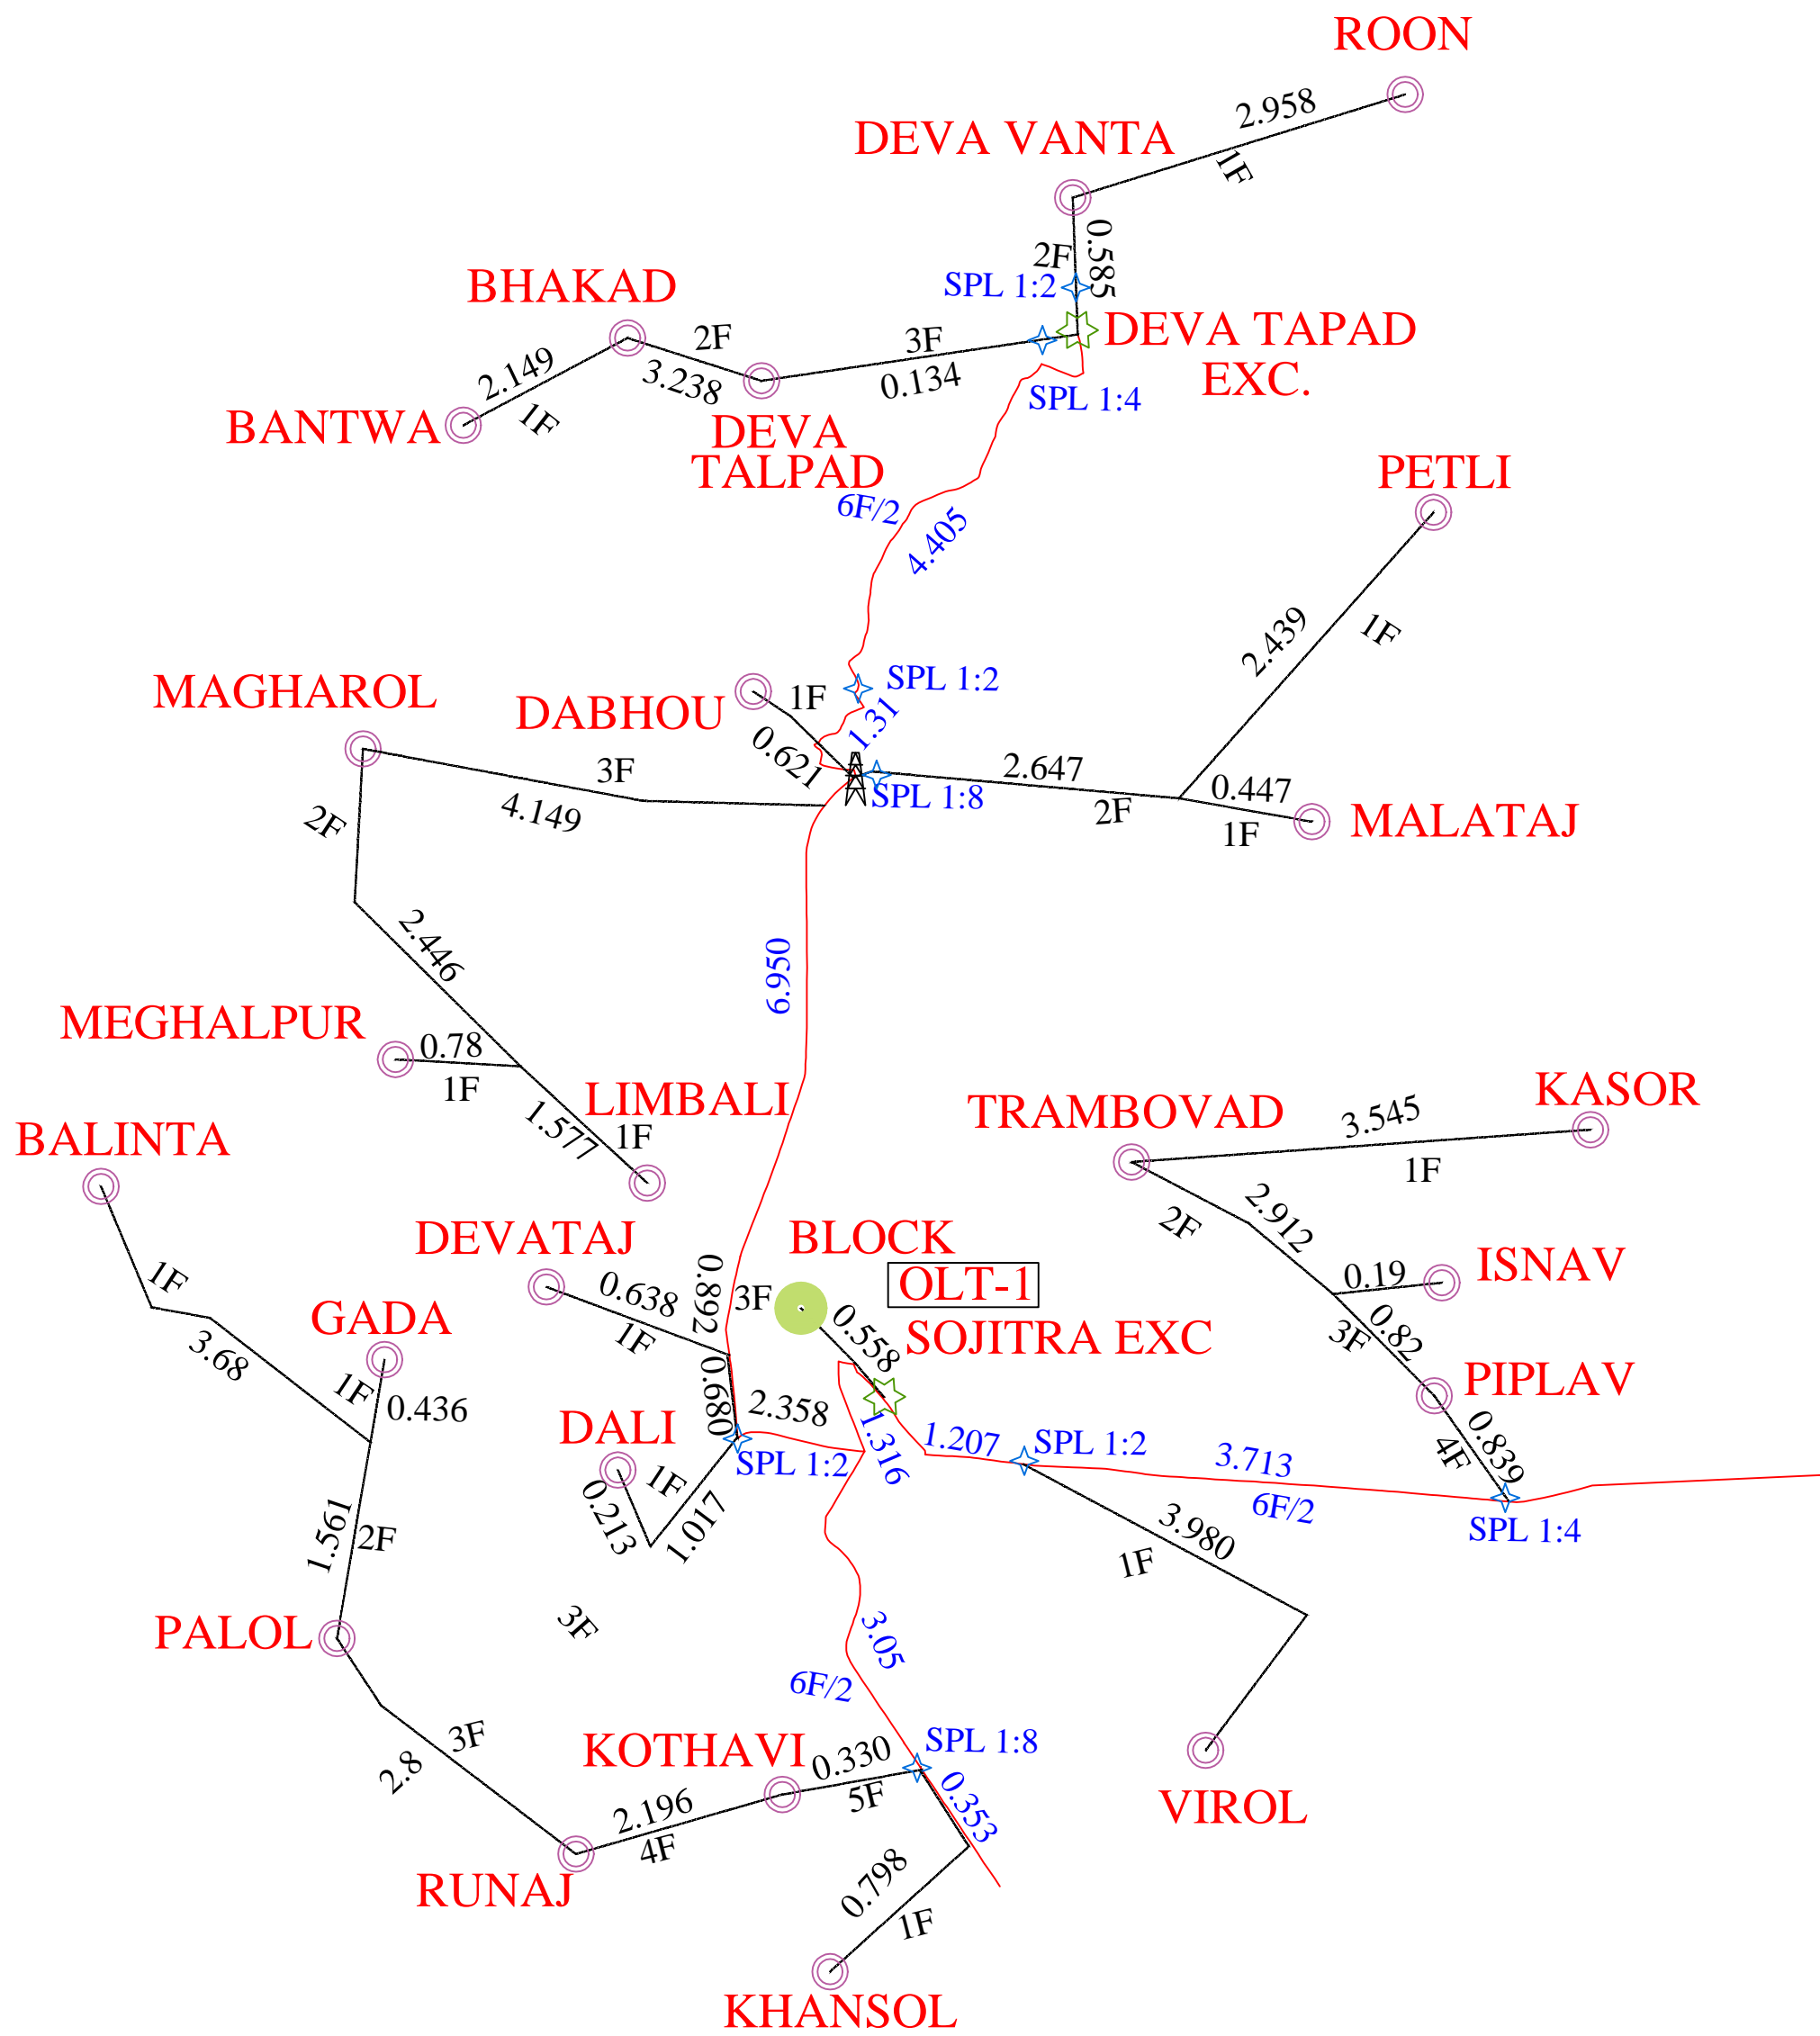 ROON
2.958
1F
DEVA VANTA
2F
0.585
SPL 1:2
BHAKAD
2F
3.238
3F
0.134
DEVA TAPAD
EXC.
SPL 1:4
2.149
1F
BANTWA
DEVA
TALPAD
6F/2
4.405
PETLI
2.439
1F
MAGHAROL
DABHOU
1F
0.621
SPL 1:2
1.31
SPL 1:8
2.647
2F
0.447
1F
MALATAJ
3F
4.149
2F
2.446
6.950
MEGHALPUR
0.78
1F
LIMBALI
1F
1.577
TRAMBOVAD
KASOR
3.545
1F
BALINTA
1F
3.68
2F
2.912
DEVATAJ
0.638
1F
0.892
3F
BLOCK
OLT-1
0.558
SOJITRA EXC
0.19
ISNAV
3F
0.82
PIPLAV
GADA
1F
0.436
0.680
2.358
SPL 1:2
1.316
1.207
SPL 1:2
3.713
6F/2
4F
0.839
SPL 1:4
DALI
1F
0.213
1.017
1.561
2F
3.980
1F
3F
PALOL
3.05
6F/2
3F
2.8
KOTHAVI
0.330
5F
SPL 1:8
0.353
2.196
4F
RUNAJ
VIROL
0.798
1F
KHANSOL